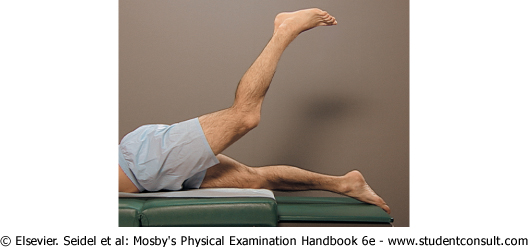 © Elsevier. Seidel et al: Mosby's Physical Examination Handbook 6e - www.studentconsult.com